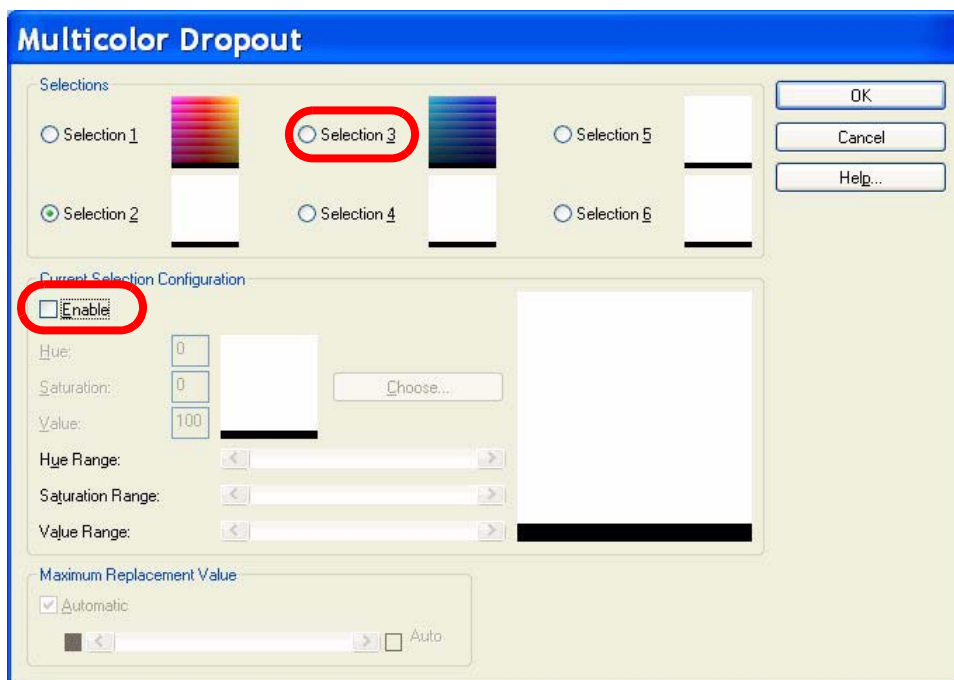 Multicolor Dropout
Selections
Selection 1
Selection 3
Selection 5
OK
Cancel
Help...
Selection 2
Selection 4
Selection 6
Current Selection Configuration
Enable
Hue: 0
Saturation: 0
Choose...
Value: 100
Hue Range:
Saturation Range:
Value Range:
Maximum Replacement Value
Automatic
Auto